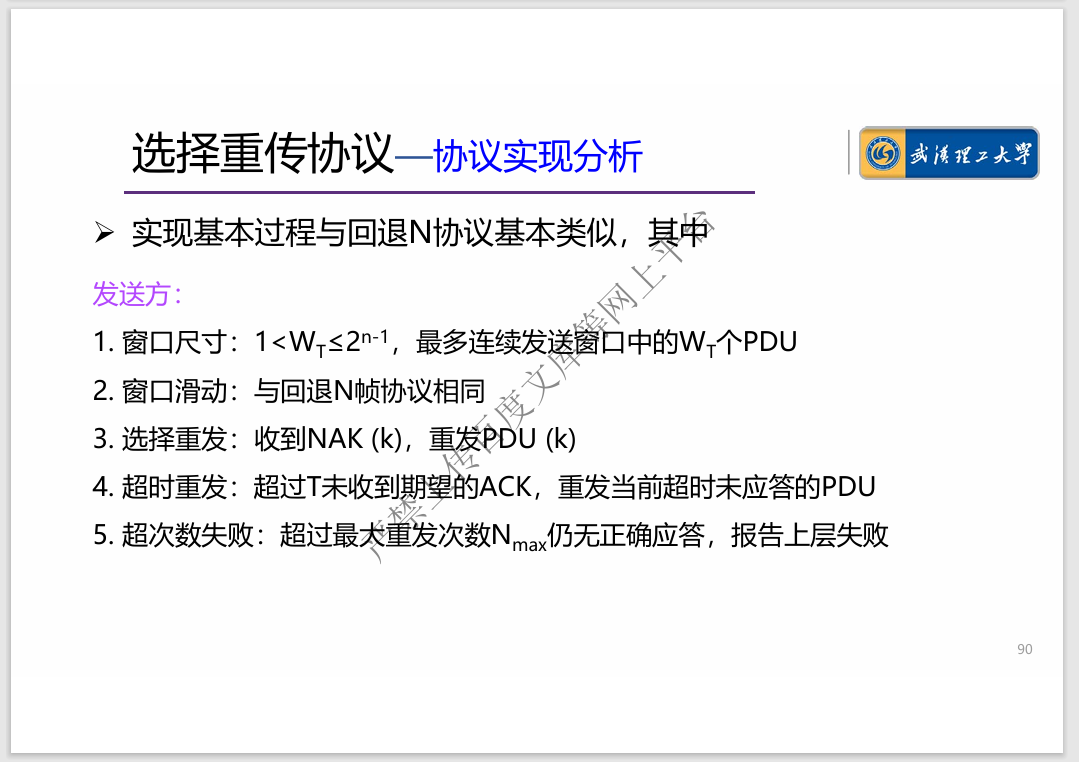 选择重传协议—协议实现分析
武汉理工大学
➢ 实现基本过程与回退N协议基本类似，其中
发送方：
1. 窗口尺寸：1<W_T≤2^{n-1}，最多连续发送窗口中的W_T个PDU
2. 窗口滑动：与回退N帧协议相同
3. 选择重发：收到NAK (k)，重发PDU (k)
4. 超时重发：超过T未收到期望的ACK，重发当前超时未应答的PDU
5. 超次数失败：超过最大重发次数N_max仍无正确应答，报告上层失败
严禁上传百度文库等网上平台
90